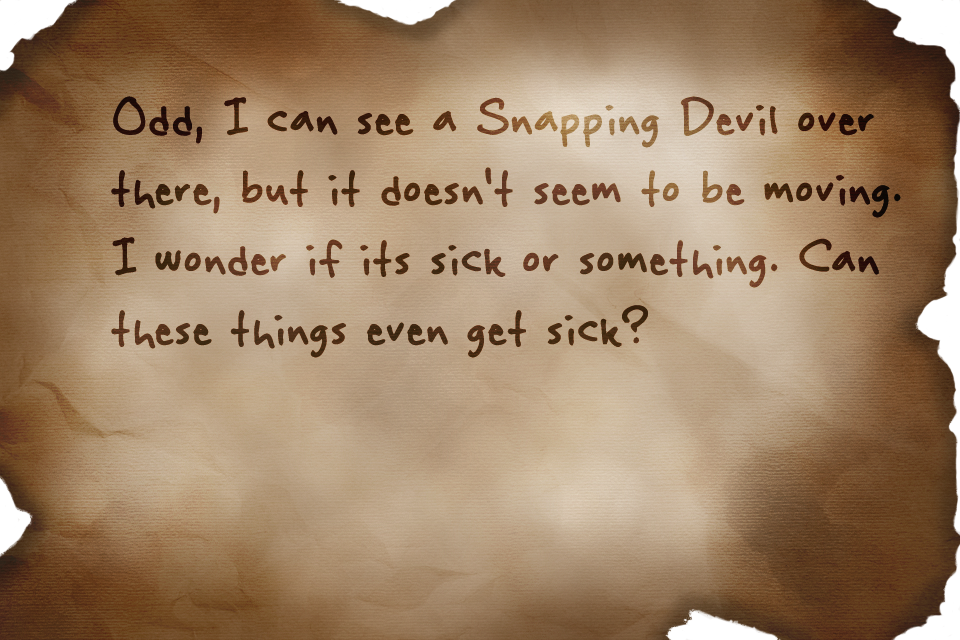 Odd, I can see a Snapping Devil over
there, but it doesn't seem to be moving.
I wonder if its sick or something. Can
these things even get sick?